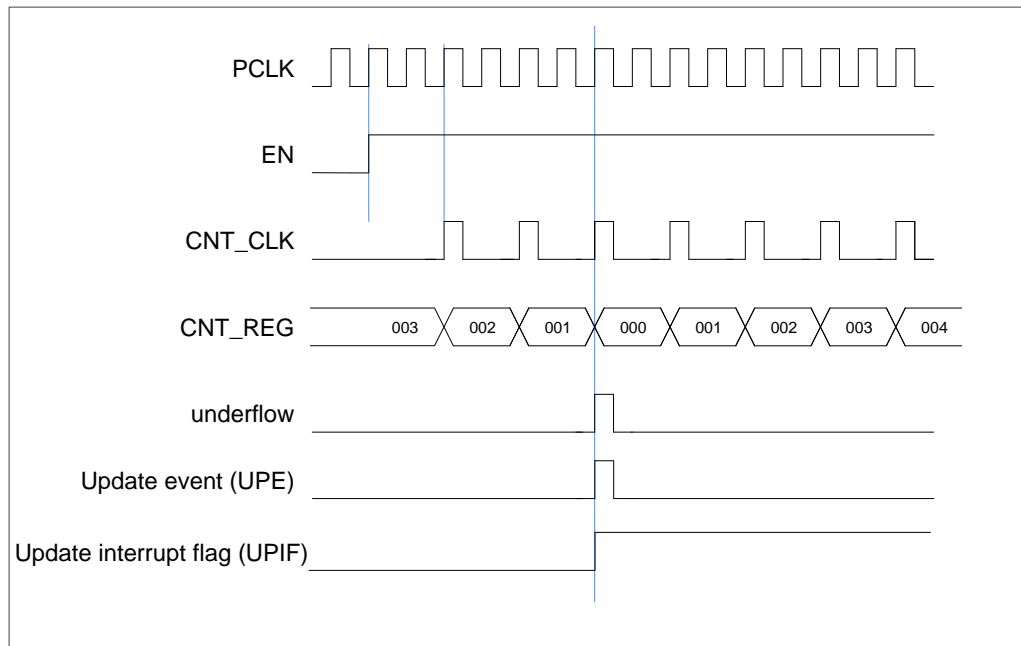 PCLK
EN
CNT_CLK
CNT_REG 003 002 001 000 001 002 003 004
underflow
Update event (UPE)
Update interrupt flag (UPIF)